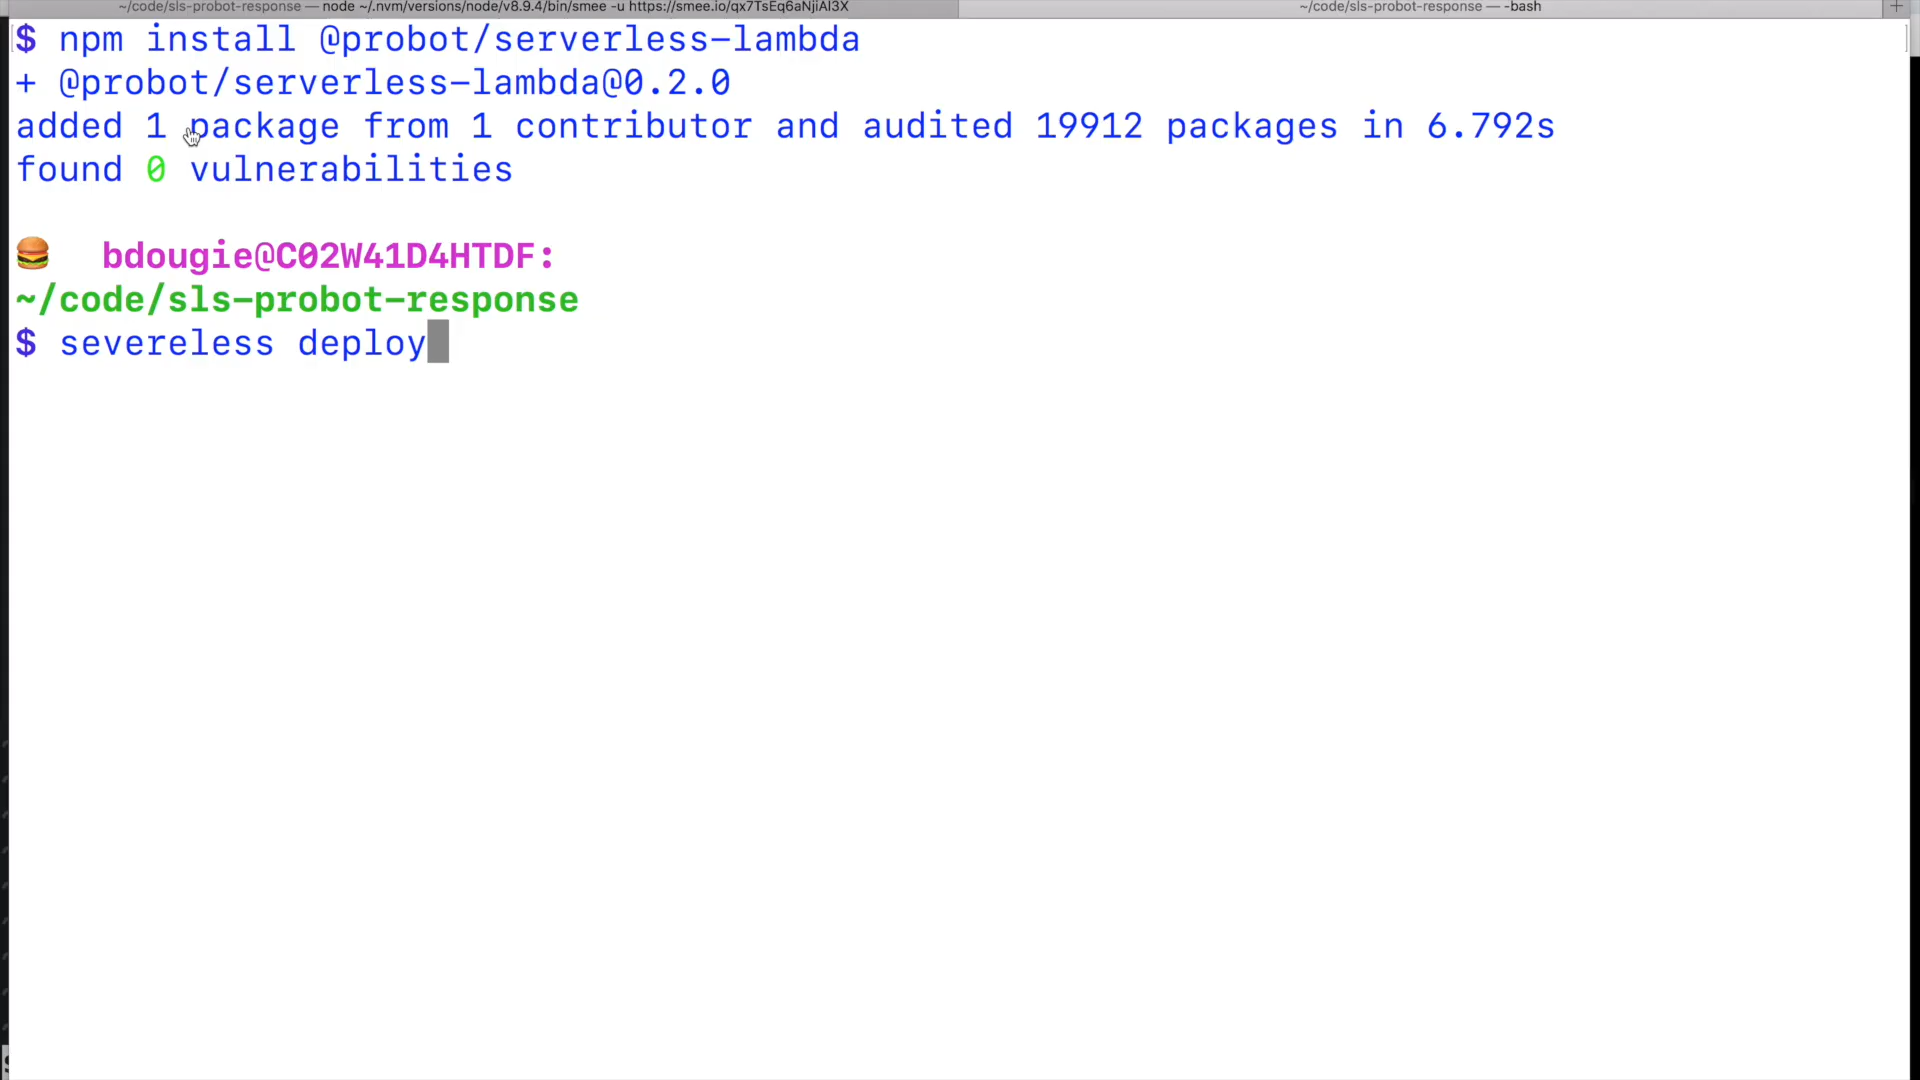 ~/code/sls-probot-response — node ~/.nvm/versions/node/v8.9.4/bin/smee -u https://smee.io/qx7TsEq6aNjiAI3X
~/code/sls-probot-response — -bash
$ npm install @probot/serverless-lambda
+ @probot/serverless-lambda@0.2.0
added 1 package from 1 contributor and audited 19912 packages in 6.792s
found 0 vulnerabilities
🍔 bdougie@C02W41D4HTDF:
~/code/sls-probot-response
$ severeless deploy